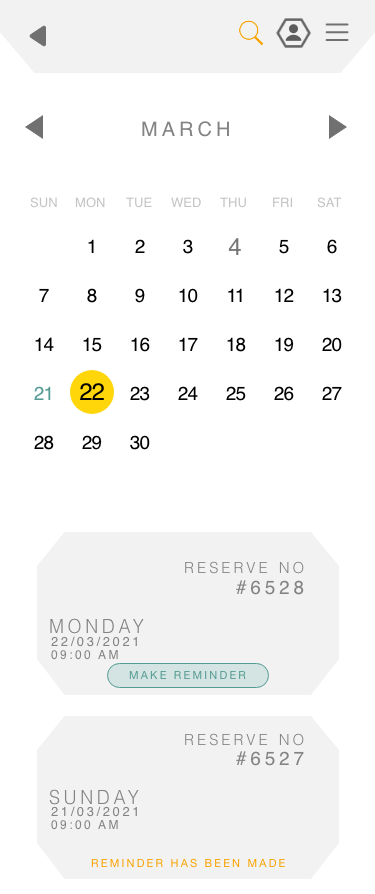 MARCH
SUN MON TUE WED THU FRI SAT
1 2 3 4 5 6
7 8 9 10 11 12 13
14 15 16 17 18 19 20
21 22 23 24 25 26 27
28 29 30
RESERVE NO
#6528
MONDAY
22/03/2021
09:00 AM
MAKE REMINDER
RESERVE NO
#6527
SUNDAY
21/03/2021
09:00 AM
REMINDER HAS BEEN MADE